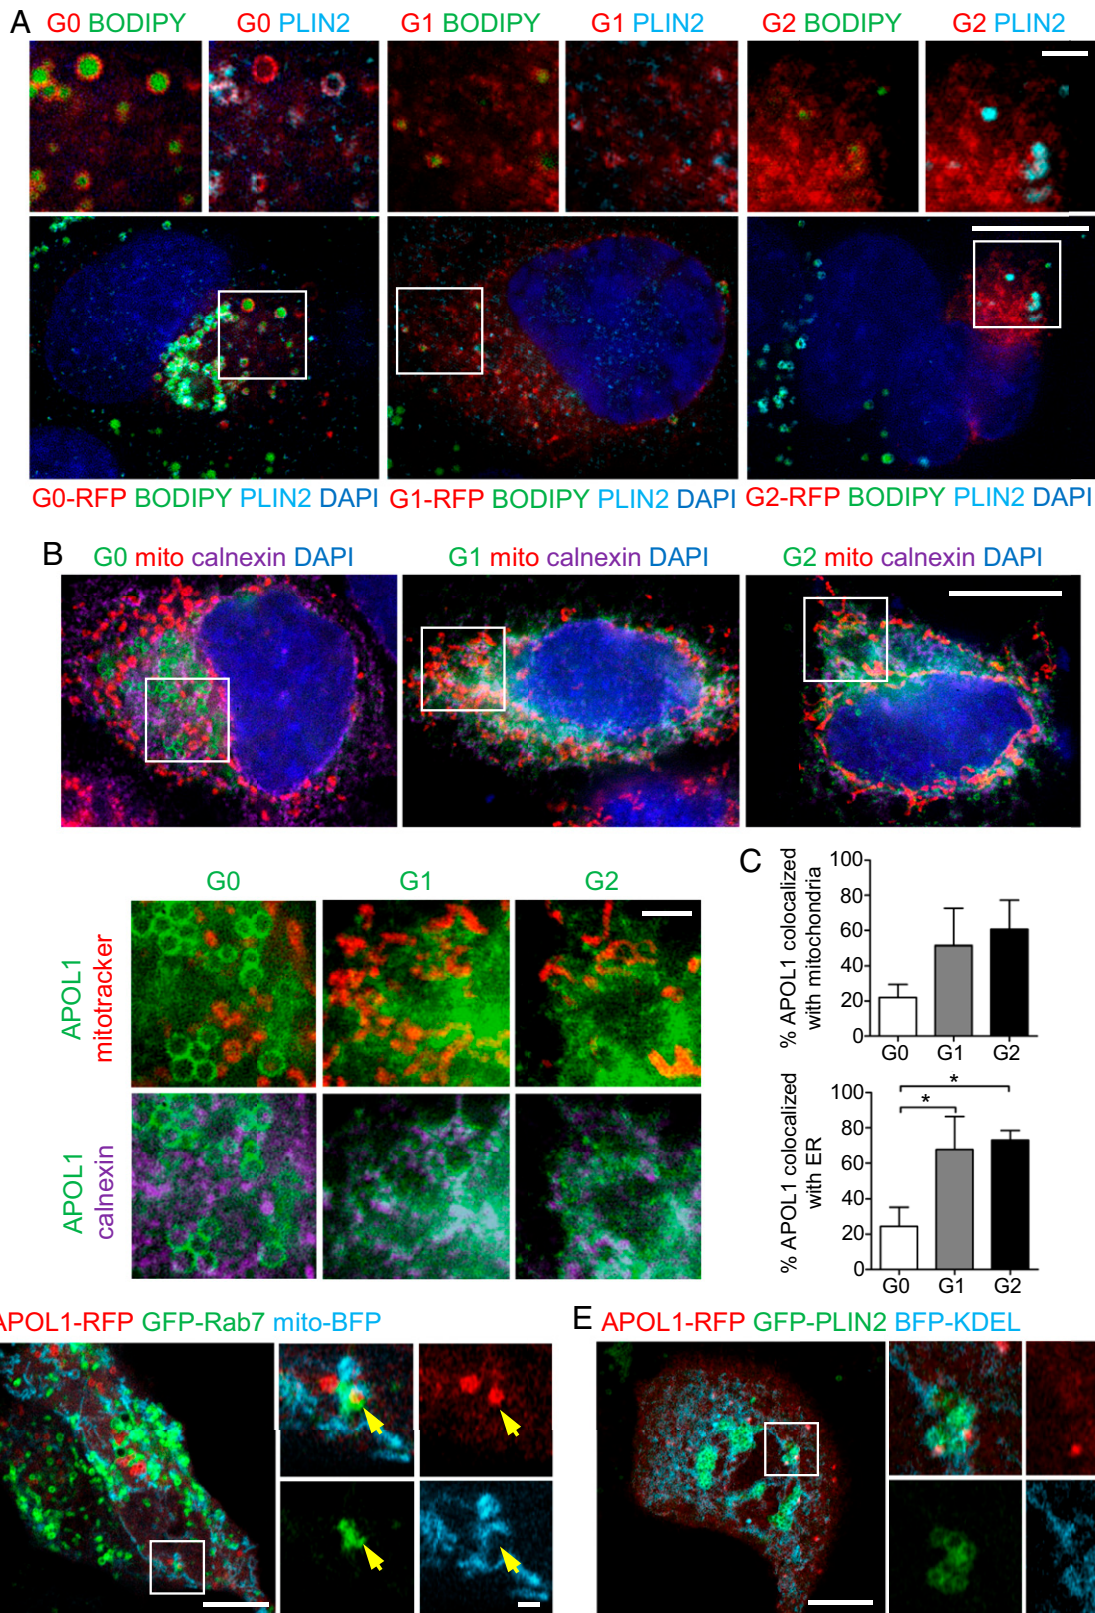 A
G0 BODIPY
G0 PLIN2
G1 BODIPY
G1 PLIN2
G2 BODIPY
G2 PLIN2
G0-RFP BODIPY PLIN2 DAPI
G1-RFP BODIPY PLIN2 DAPI
G2-RFP BODIPY PLIN2 DAPI
B
G0 mito calnexin DAPI
G1 mito calnexin DAPI
G2 mito calnexin DAPI
G0
G1
G2
APOL1
mitotracker
APOL1
calnexin
C
% APOL1 colocalized
with mitochondria
100
80
60
40
20
0
G0
G1
G2
% APOL1 colocalized
with ER
100
80
60
40
20
0
*
*
G0
G1
G2
APOL1-RFP GFP-Rab7 mito-BFP
E
APOL1-RFP GFP-PLIN2 BFP-KDEL